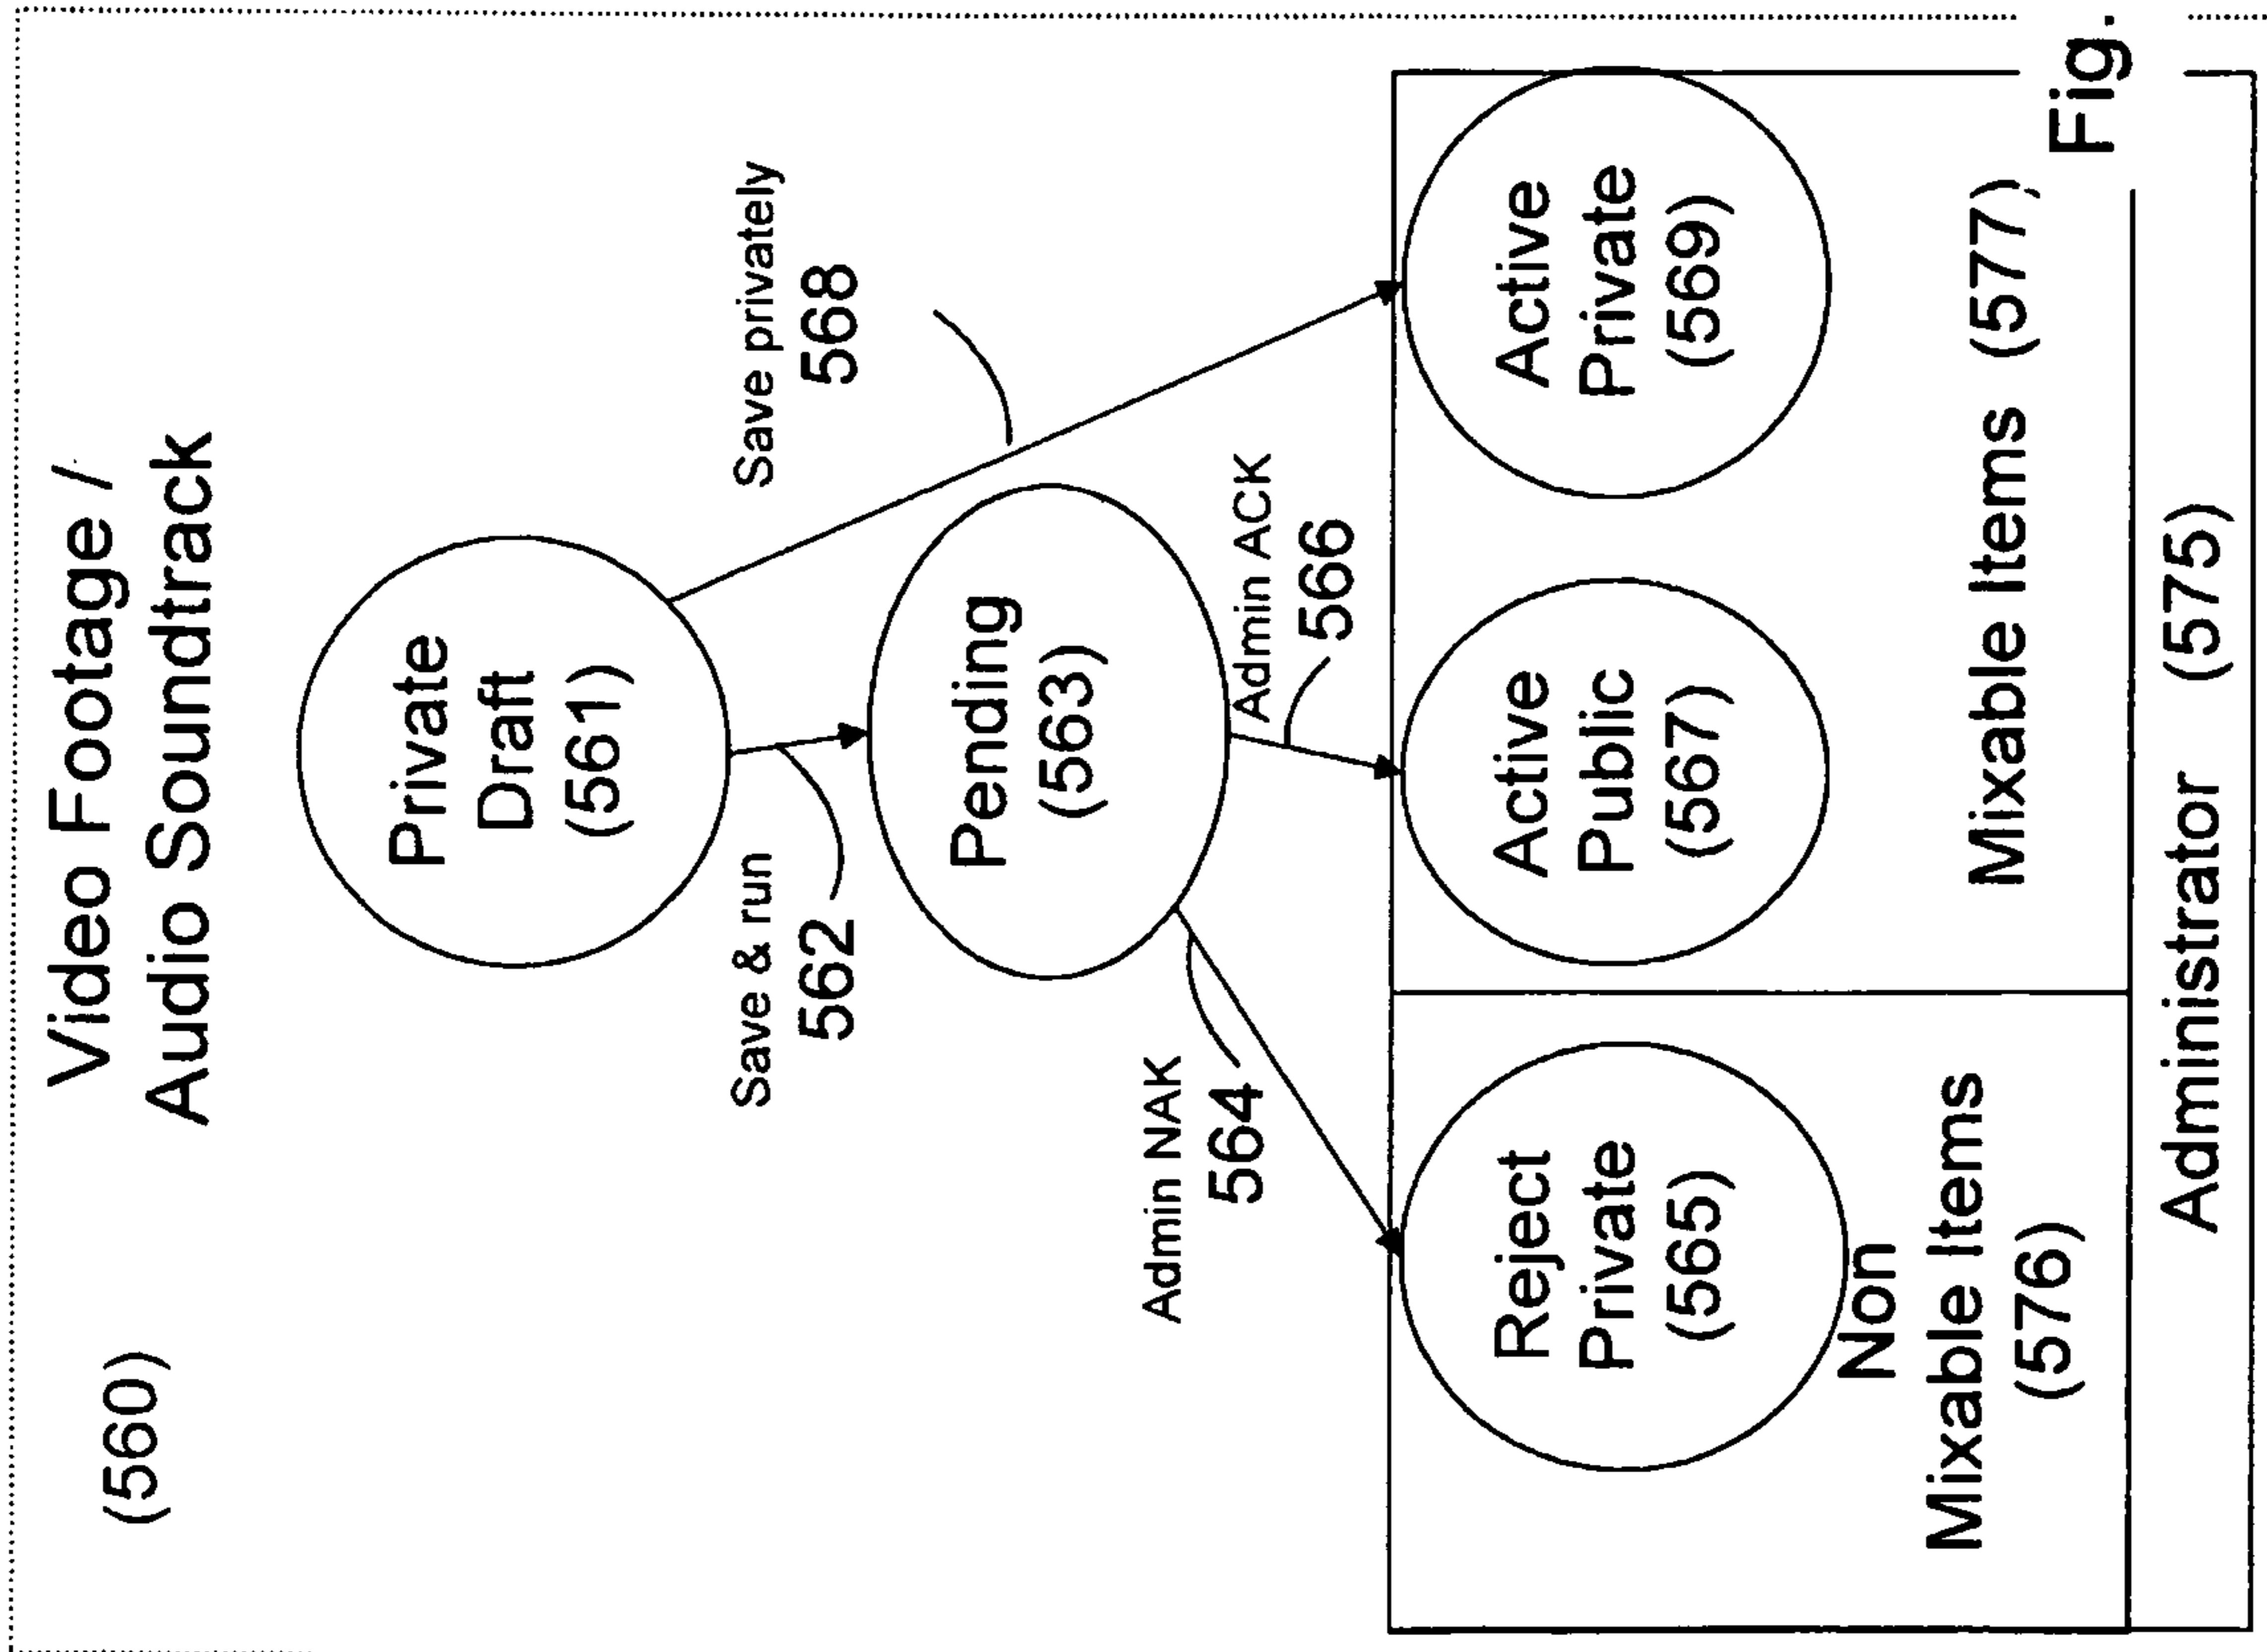 (560)
Video Footage /
Audio Soundtrack
Private
Draft
(561)
Save & run
562
Save privately
568
Pending
(563)
Admin NAK
564
Admin ACK
566
Reject
Private
(565)
Active
Public
(567)
Active
Private
(569)
Non
Mixable Items
(576)
Mixable Items (577)
Administrator (575)
Fig.